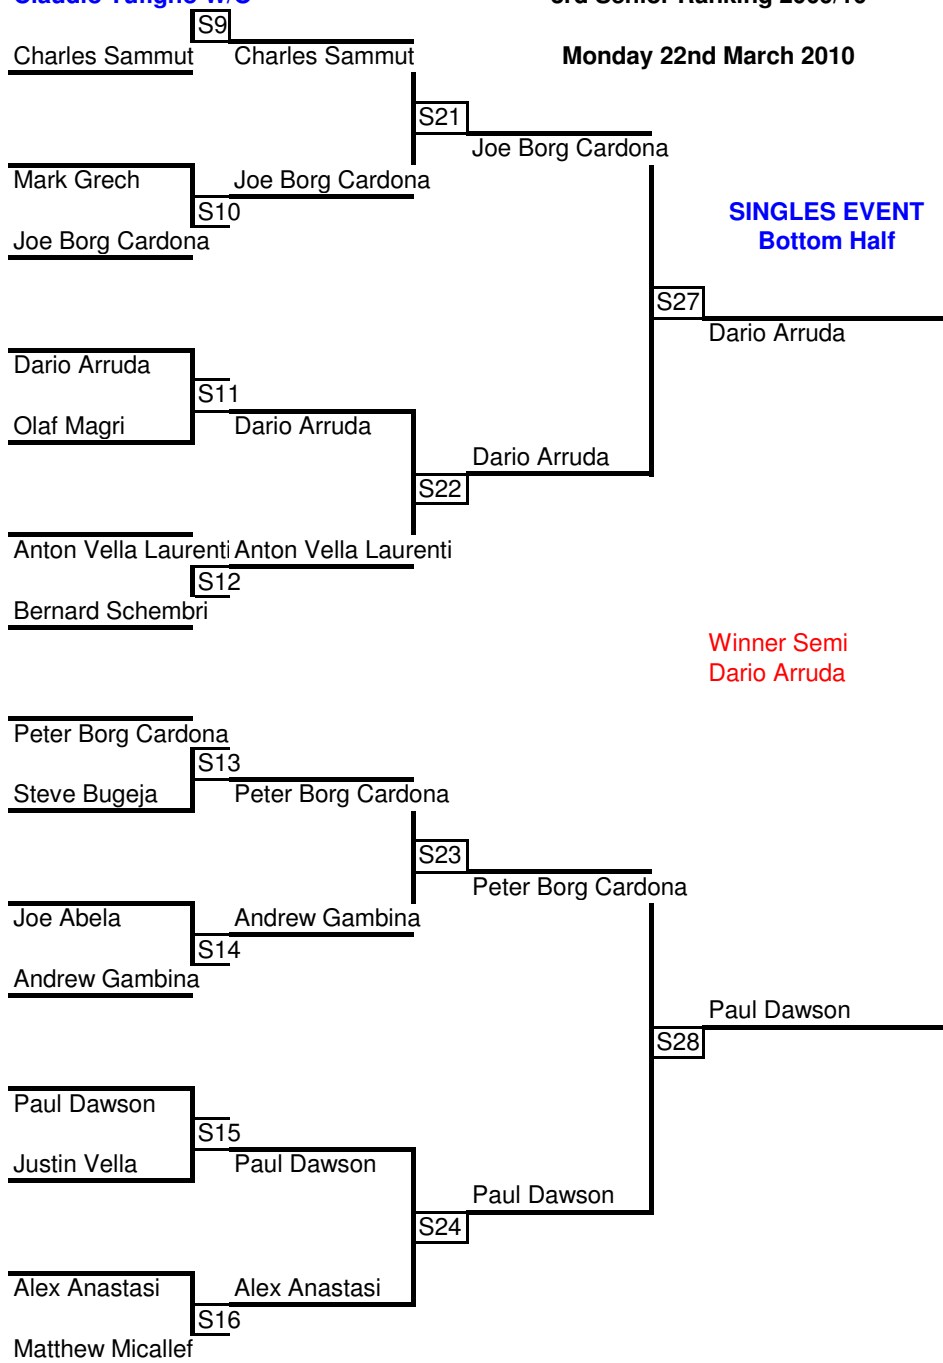 S9
Charles Sammut
Charles Sammut
Monday 22nd March 2010
S21
Joe Borg Cardona
Mark Grech
Joe Borg Cardona
S10
SINGLES EVENT
Joe Borg Cardona
Bottom Half
S27
Dario Arruda
Dario Arruda
S11
Olaf Magri
Dario Arruda
Dario Arruda
S22
Anton Vella Laurenti
Anton Vella Laurenti
S12
Bernard Schembri
Winner Semi
Dario Arruda
Peter Borg Cardona
S13
Steve Bugeja
Peter Borg Cardona
S23
Peter Borg Cardona
Joe Abela
Andrew Gambina
S14
Andrew Gambina
Paul Dawson
S28
Paul Dawson
S15
Justin Vella
Paul Dawson
Paul Dawson
S24
Alex Anastasi
Alex Anastasi
S16
Matthew Micallef